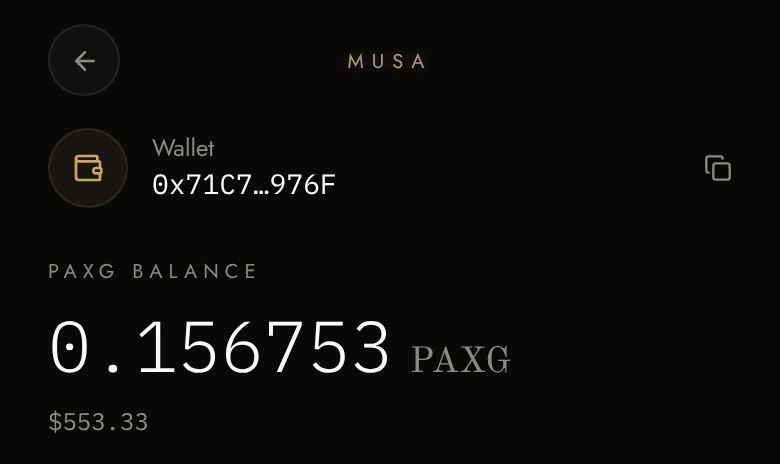 MUSA
Wallet
0x71C7…976F
PAXG BALANCE
0.156753 PAXG
$553.33